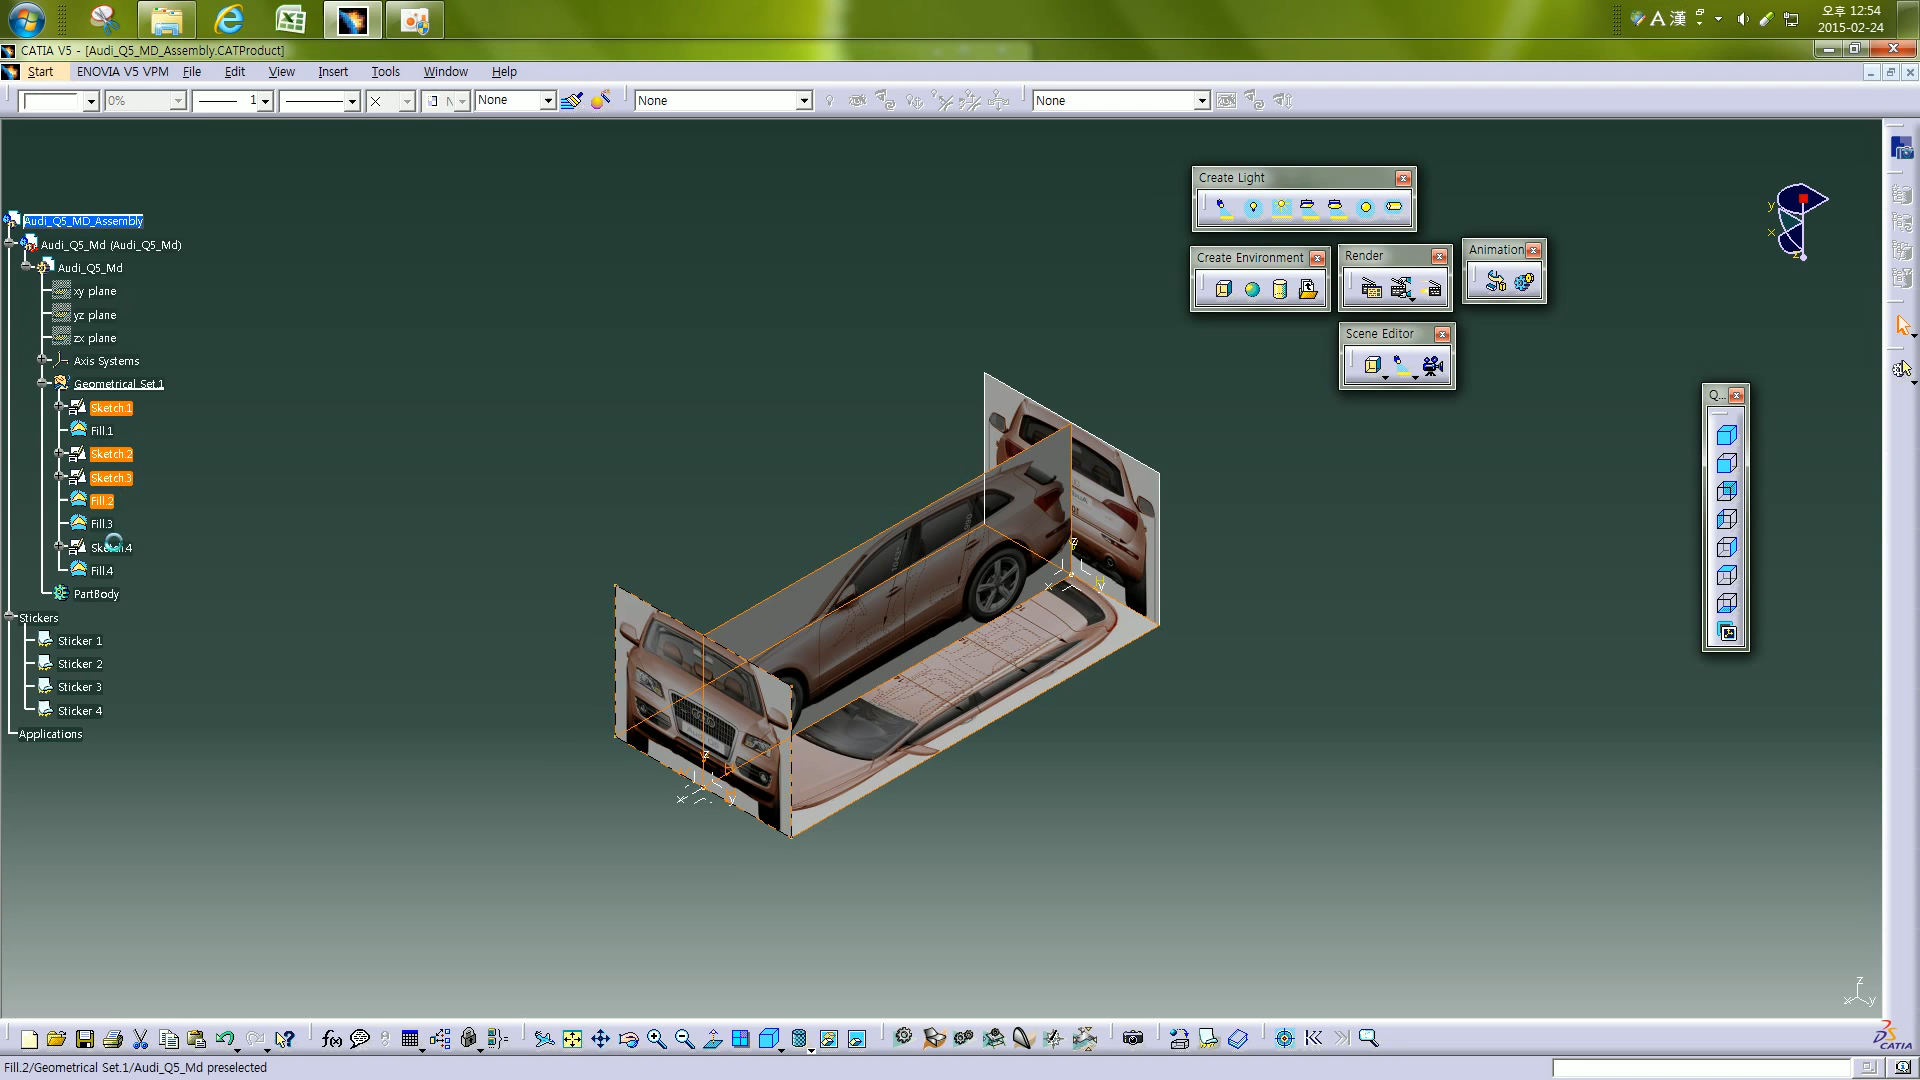 오후 12:54
A 漢
2015-02-24
CATIA V5 - [Audi_Q5_MD_Assembly.CATProduct]
Start ENOVIA V5 VPM File Edit View Insert Tools Window Help
0% 1 None None None
Create Light
Create Environment
Render
Animation
Scene Editor
Q...
Audi_Q5_MD_Assembly
Audi_Q5_Md (Audi_Q5_Md)
Audi_Q5_Md
xy plane
yz plane
zx plane
Axis Systems
Geometrical Set.1
Sketch.1
Fill.1
Sketch.2
Sketch.3
Fill.2
Fill.3
Sketch.4
Fill.4
PartBody
Stickers
Sticker 1
Sticker 2
Sticker 3
Sticker 4
Applications
y
x
z
z
x
H
y
z
H
x
y
z
x
y
CATIA
Fill.2/Geometrical Set.1/Audi_Q5_Md preselected